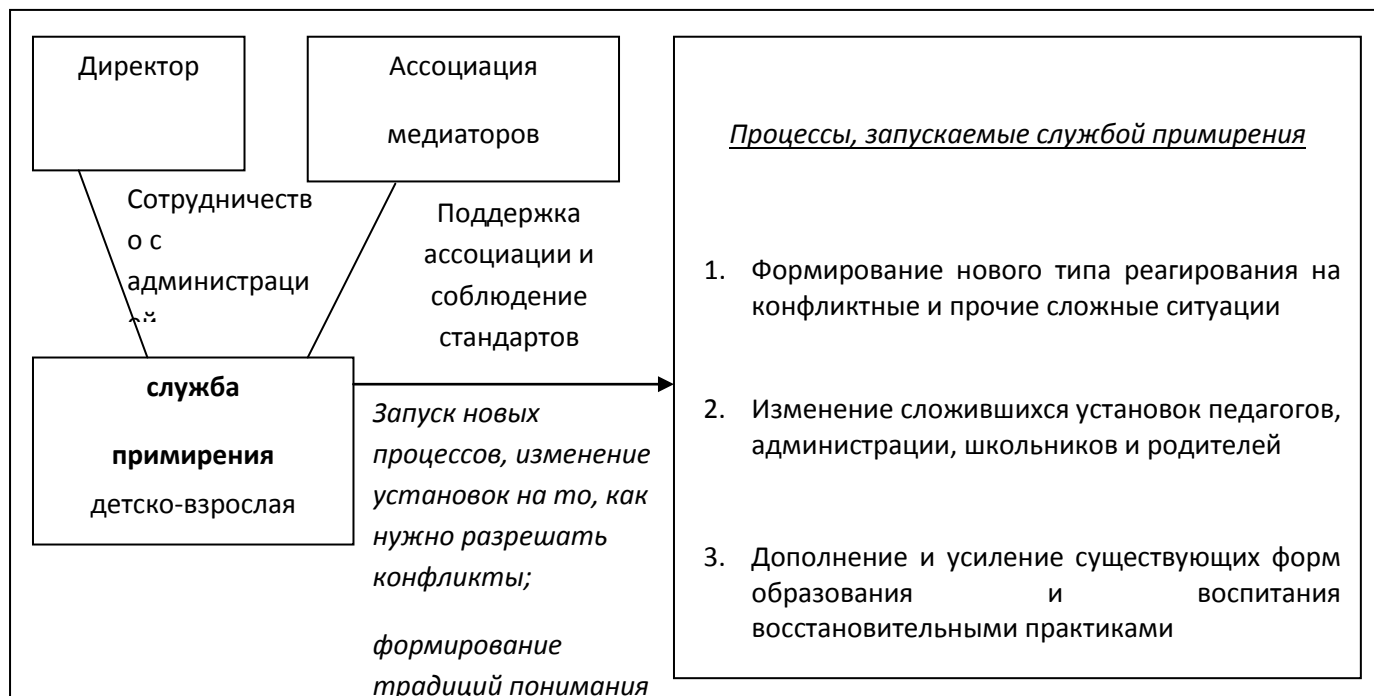 Директор
Ассоциация
медиаторов
Сотрудничеств
о с
администраци
ой
Поддержка
ассоциации и
соблюдение
стандартов
служба
примирения
детско-взрослая
Запуск новых
процессов, изменение
установок на то, как
нужно разрешать
конфликты;
формирование
традиций понимания
Процессы, запускаемые службой примирения
1. Формирование нового типа реагирования на
конфликтные и прочие сложные ситуации
2. Изменение сложившихся установок педагогов,
администрации, школьников и родителей
3. Дополнение и усиление существующих форм
образования и воспитания
восстановительными практиками